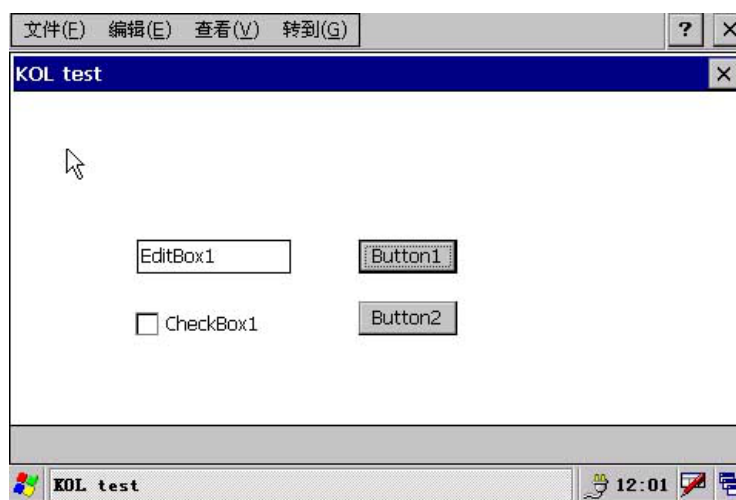 文件(F) 编辑(E) 查看(V) 转到(G) ?
KOL test
EditBox1 Button1
CheckBox1 Button2
KOL test 12:01